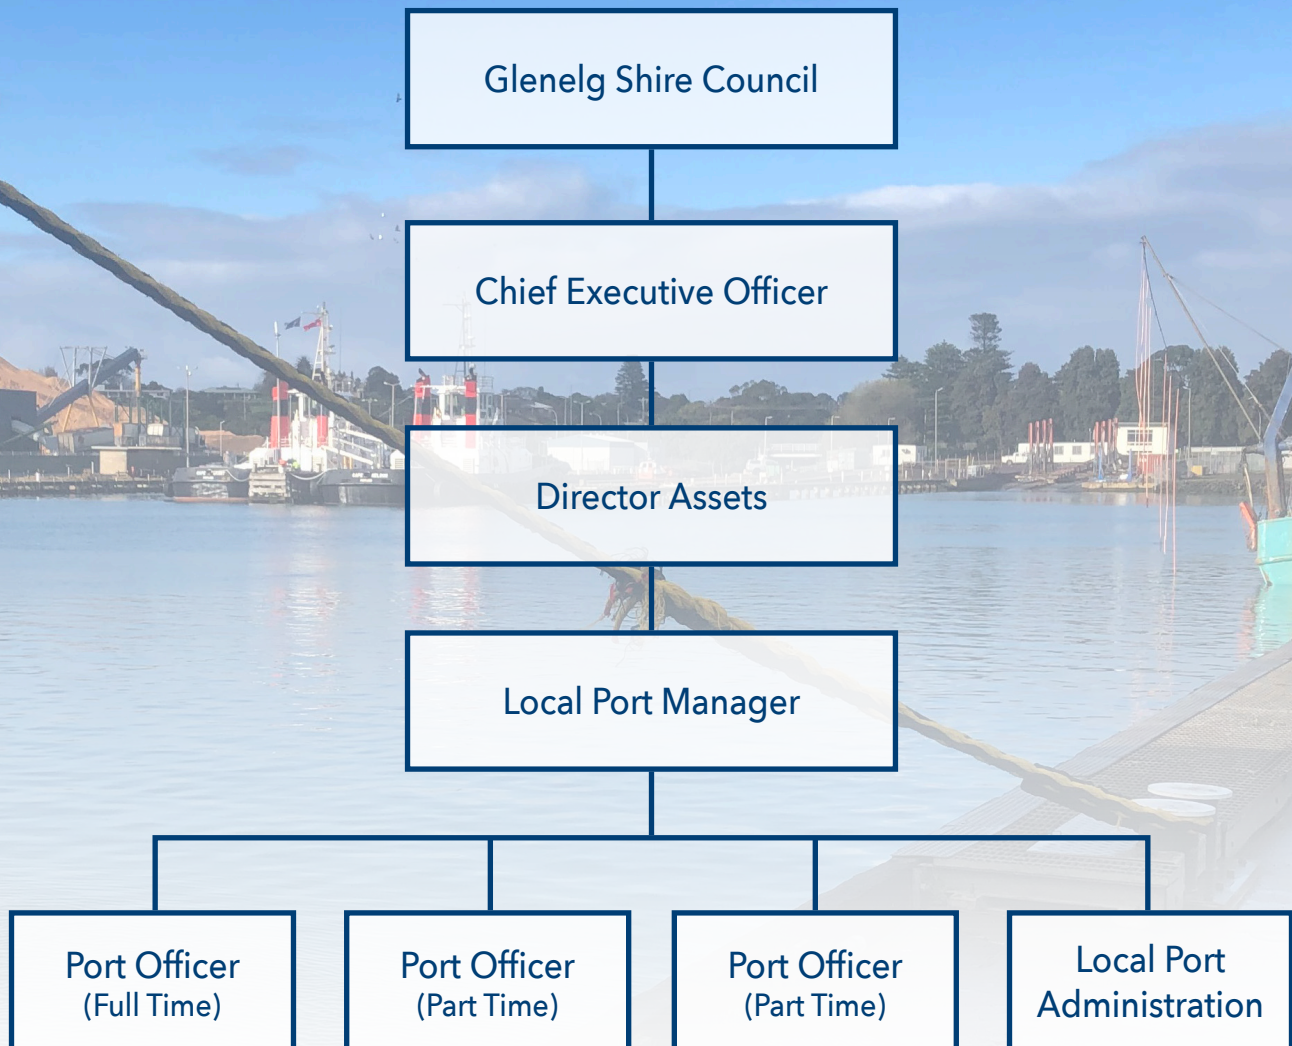 Glenelg Shire Council
Chief Executive Officer
Director Assets
Local Port Manager
Port Officer
(Full Time)
Port Officer
(Part Time)
Port Officer
(Part Time)
Local Port
Administration